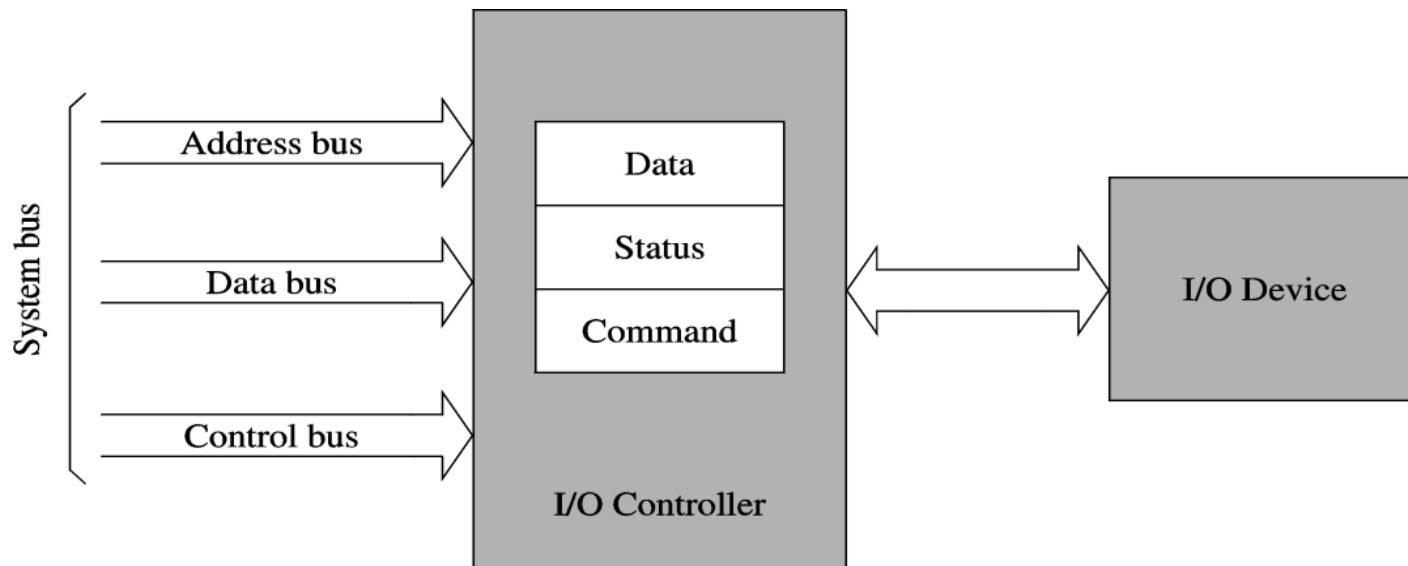 System bus
Address bus
Data bus
Control bus
Data
Status
Command
I/O Controller
I/O Device